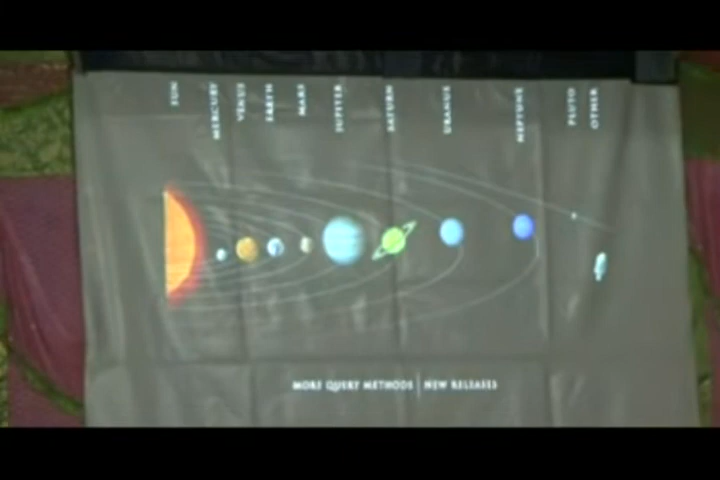 SUN
MERCURY
VENUS
EARTH
MARS
JUPITER
SATURN
URANUS
NEPTUNE
PLUTO
OTHER
MORE QUERY METHODS | NEW RELEASES